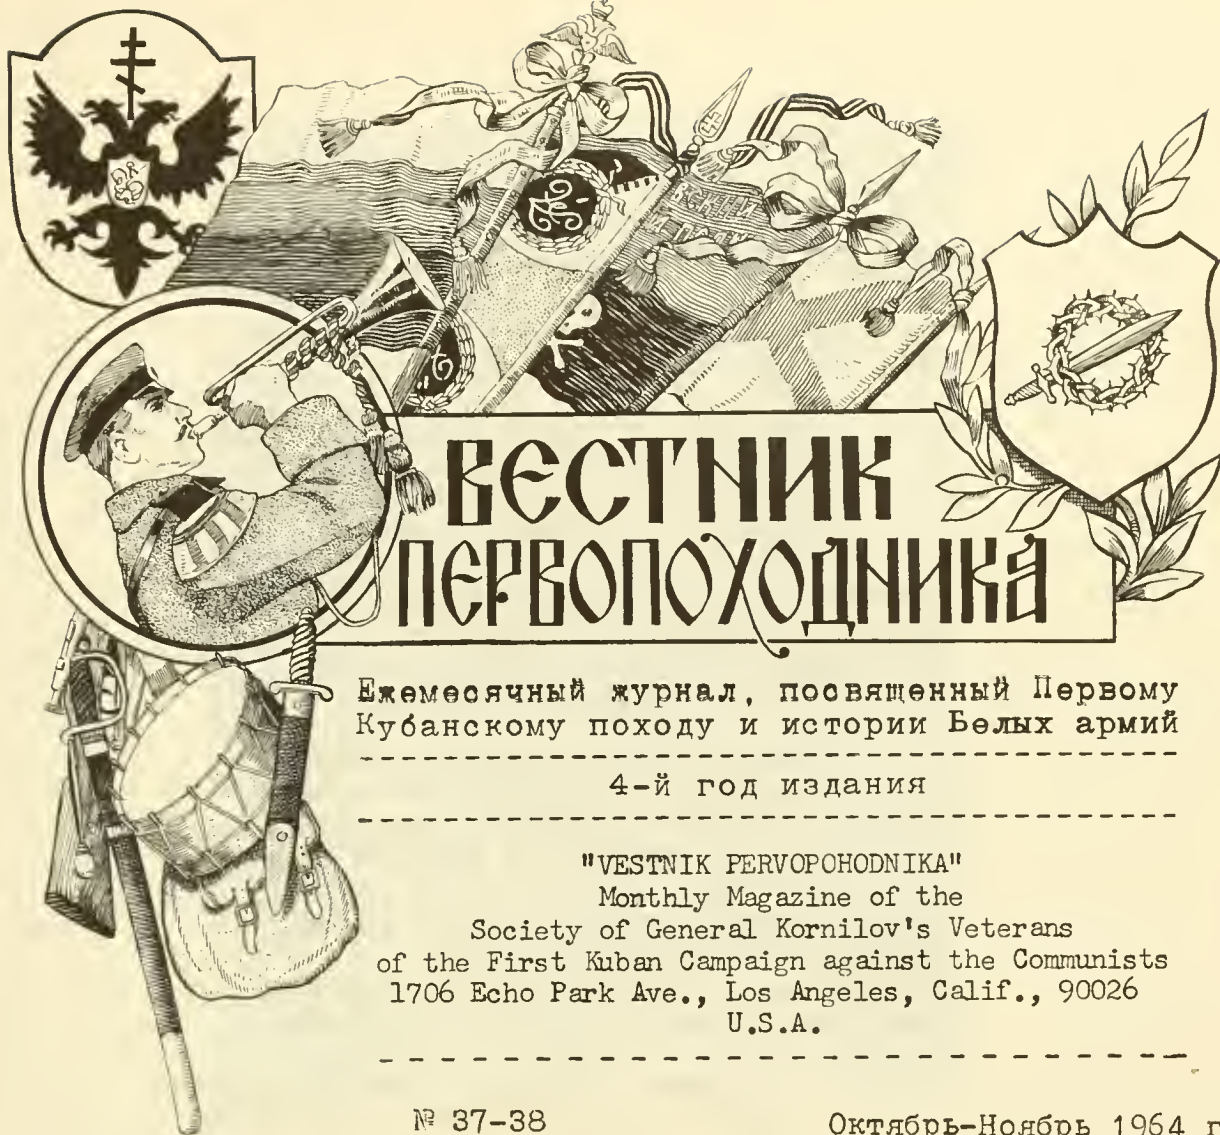 ВЕСТНИК
ПЕРВОПОХОДНИКА
Ежемесячный журнал, посвященный Первому
Кубанскому походу и истории Белых армий
4-й год издания
"VESTNIK PERVOPOHODNIKA"
Monthly Magazine of the
Society of General Kornilov's Veterans
of the First Kuban Campaign against the Communists
1706 Echo Park Ave., Los Angeles, Calif., 90026
U.S.A.
№ 37-38 Октябрь-Ноябрь 1964 г